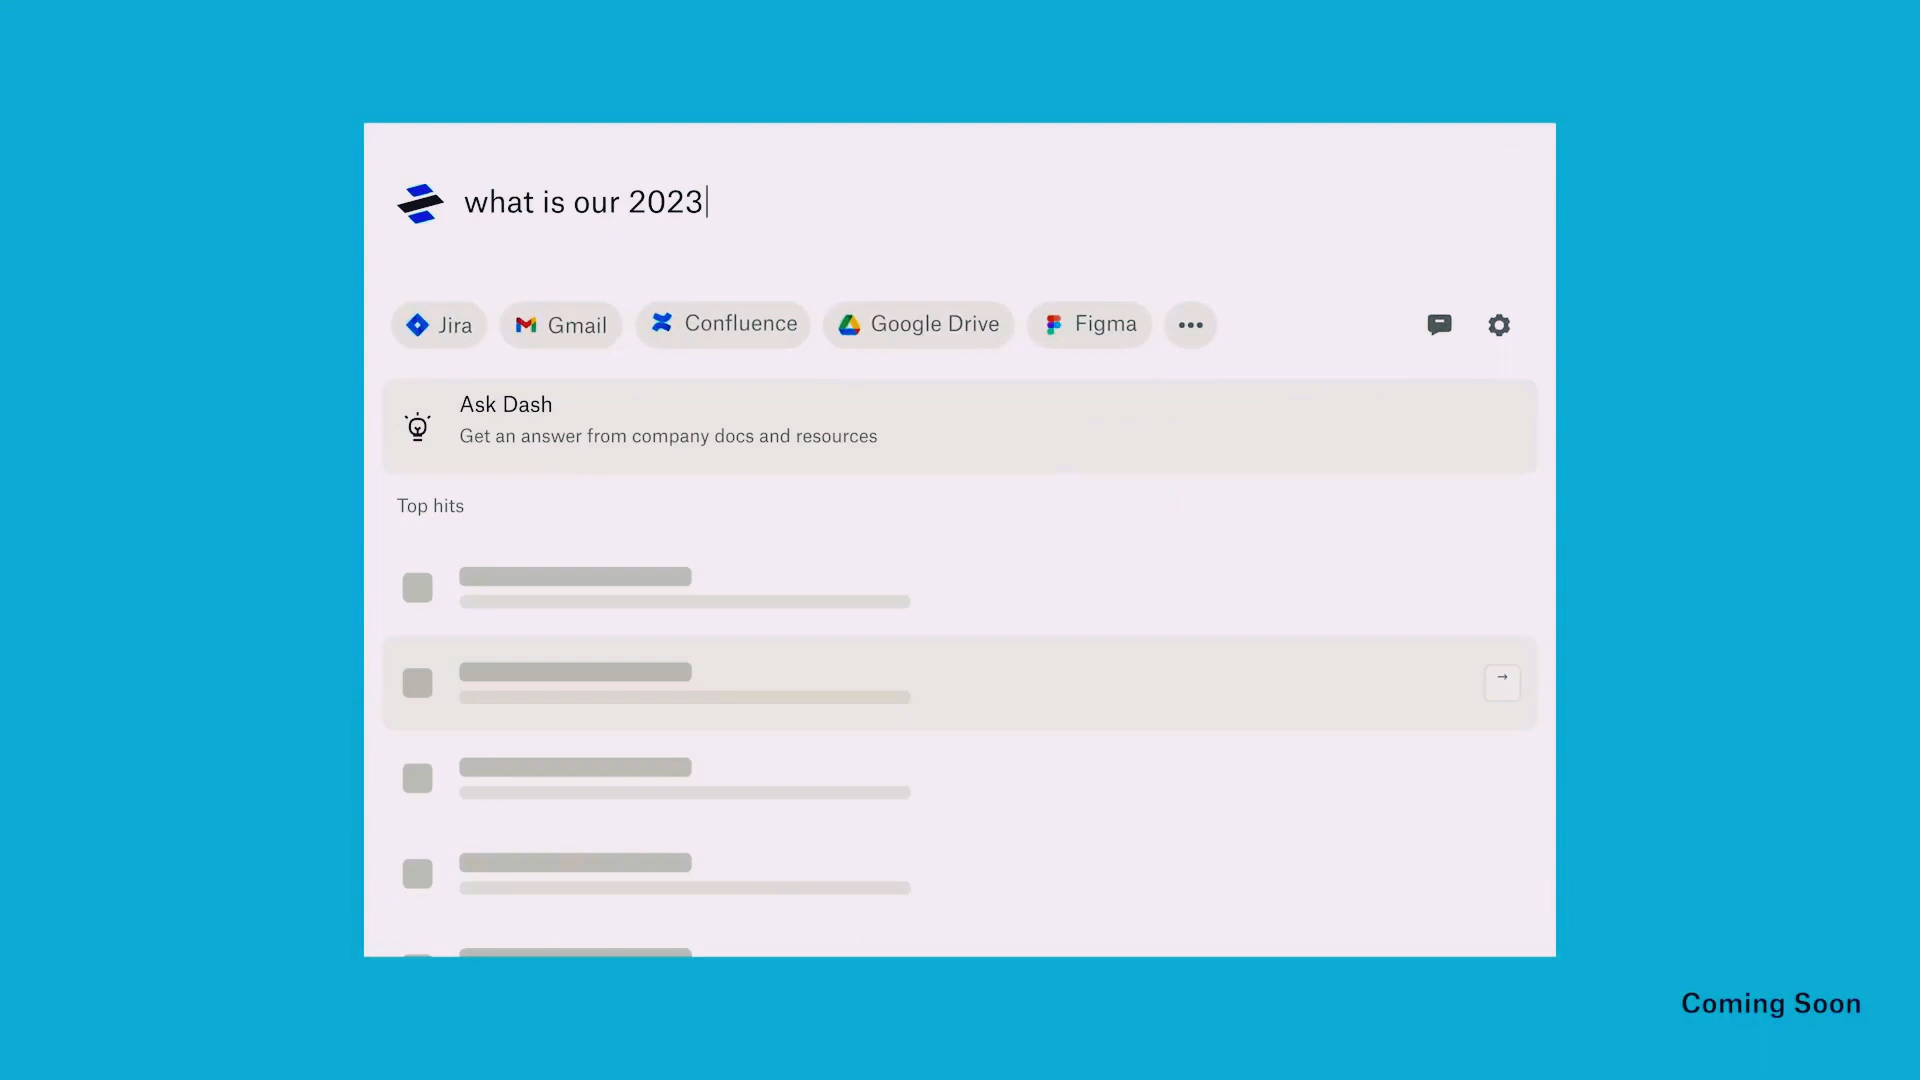 what is our 2023
Jira Gmail Confluence Google Drive Figma
Ask Dash
Get an answer from company docs and resources
Top hits
Coming Soon